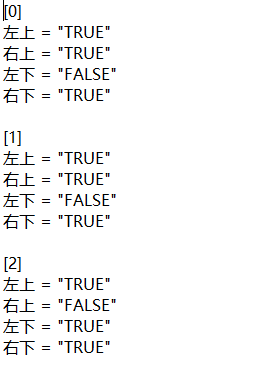 [0]
左上 = "TRUE"
右上 = "TRUE"
左下 = "FALSE"
右下 = "TRUE"

[1]
左上 = "TRUE"
右上 = "TRUE"
左下 = "FALSE"
右下 = "TRUE"

[2]
左上 = "TRUE"
右上 = "FALSE"
左下 = "TRUE"
右下 = "TRUE"